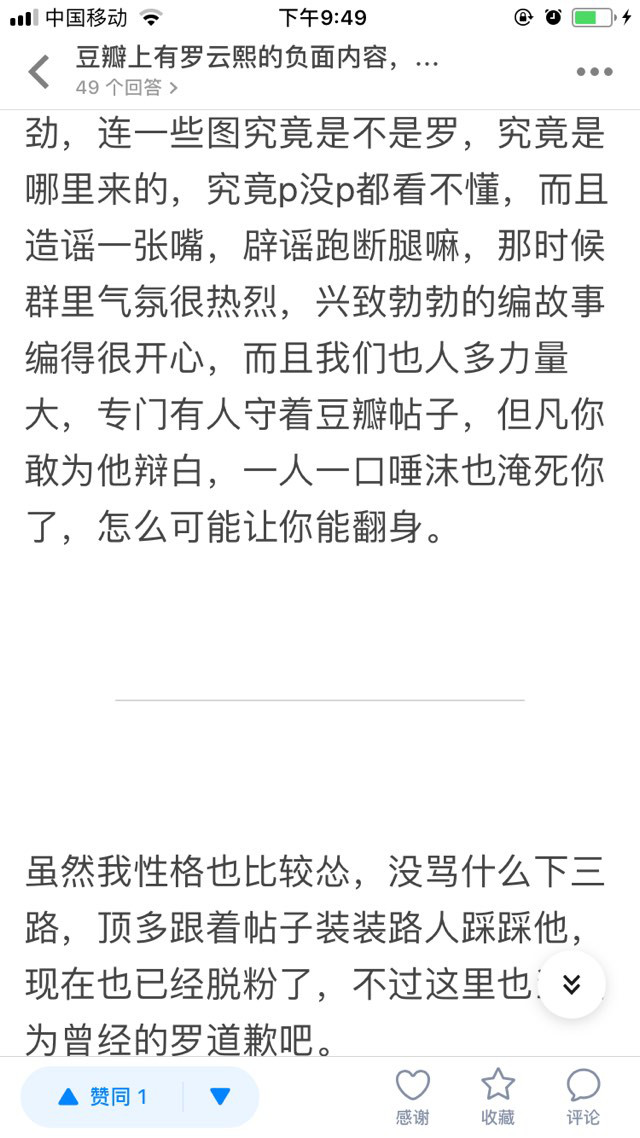 中国移动
下午9:49
豆瓣上有罗云熙的负面内容，...
49 个回答
劲，连一些图究竟是不是罗，究竟是
哪里来的，究竟p没p都看不懂，而且
造谣一张嘴，辟谣跑断腿嘛，那时候
群里气氛很热烈，兴致勃勃的编故事
编得很开心，而且我们也人多力量
大，专门有人守着豆瓣帖子，但凡你
敢为他辩白，一人一口唾沫也淹死你
了，怎么可能让你能翻身。
虽然我性格也比较怂，没骂什么下三
路，顶多跟着帖子装装路人踩踩他，
现在也已经脱粉了，不过这里也
为曾经的罗道歉吧。
赞同 1
感谢
收藏
评论